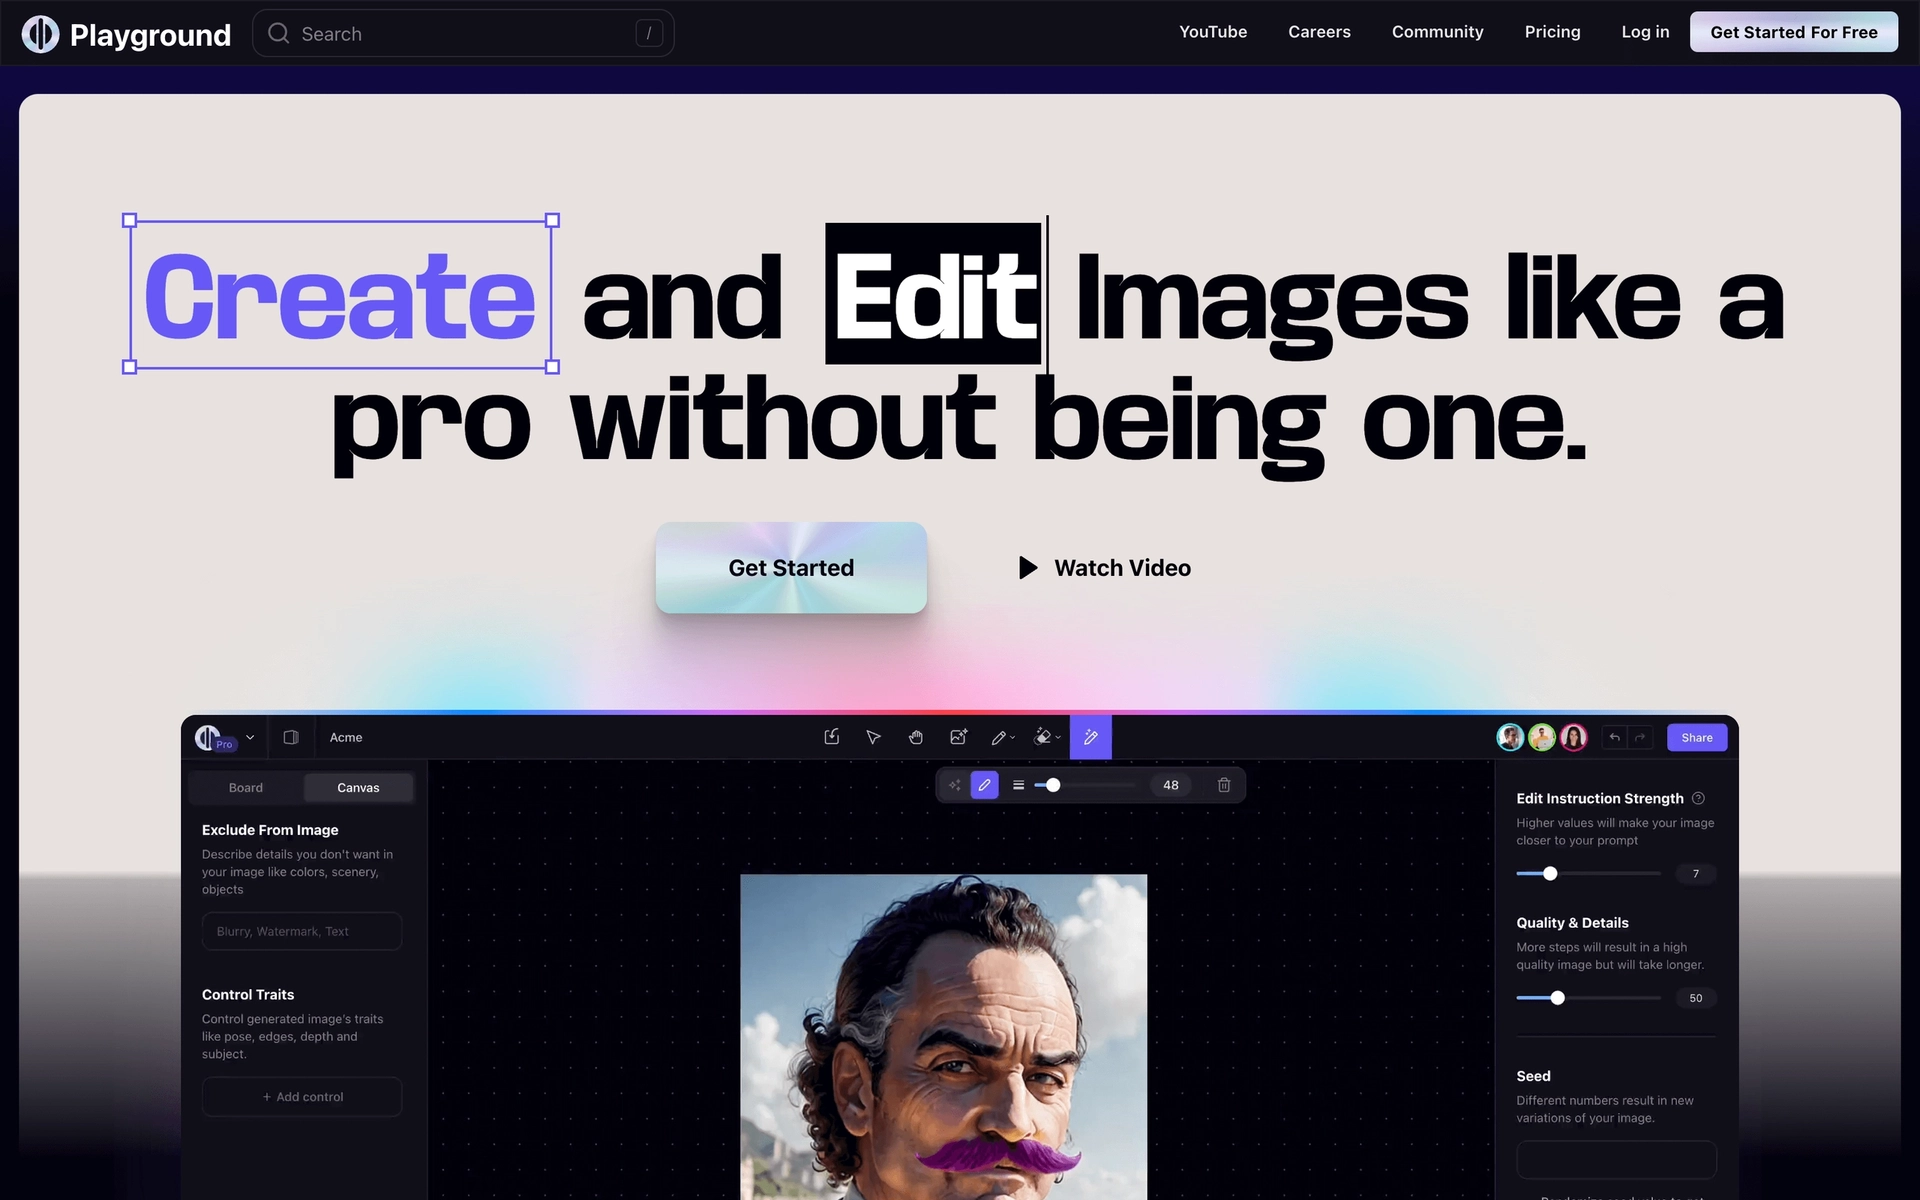 Playground
Search
/
YouTube
Careers
Community
Pricing
Log in
Get Started For Free
Create and Edit Images like a
pro without being one.
Get Started
Watch Video
Pro
Acme
Share
Board
Canvas
48
Exclude From Image
Describe details you don't want in
your image like colors, scenery,
objects
Blurry, Watermark, Text
Control Traits
Control generated image's traits
like pose, edges, depth and
subject.
+ Add control
Edit Instruction Strength ?
Higher values will make your image
closer to your prompt
7
Quality & Details
More steps will result in a high
quality image but will take longer.
50
Seed
Different numbers result in new
variations of your image.